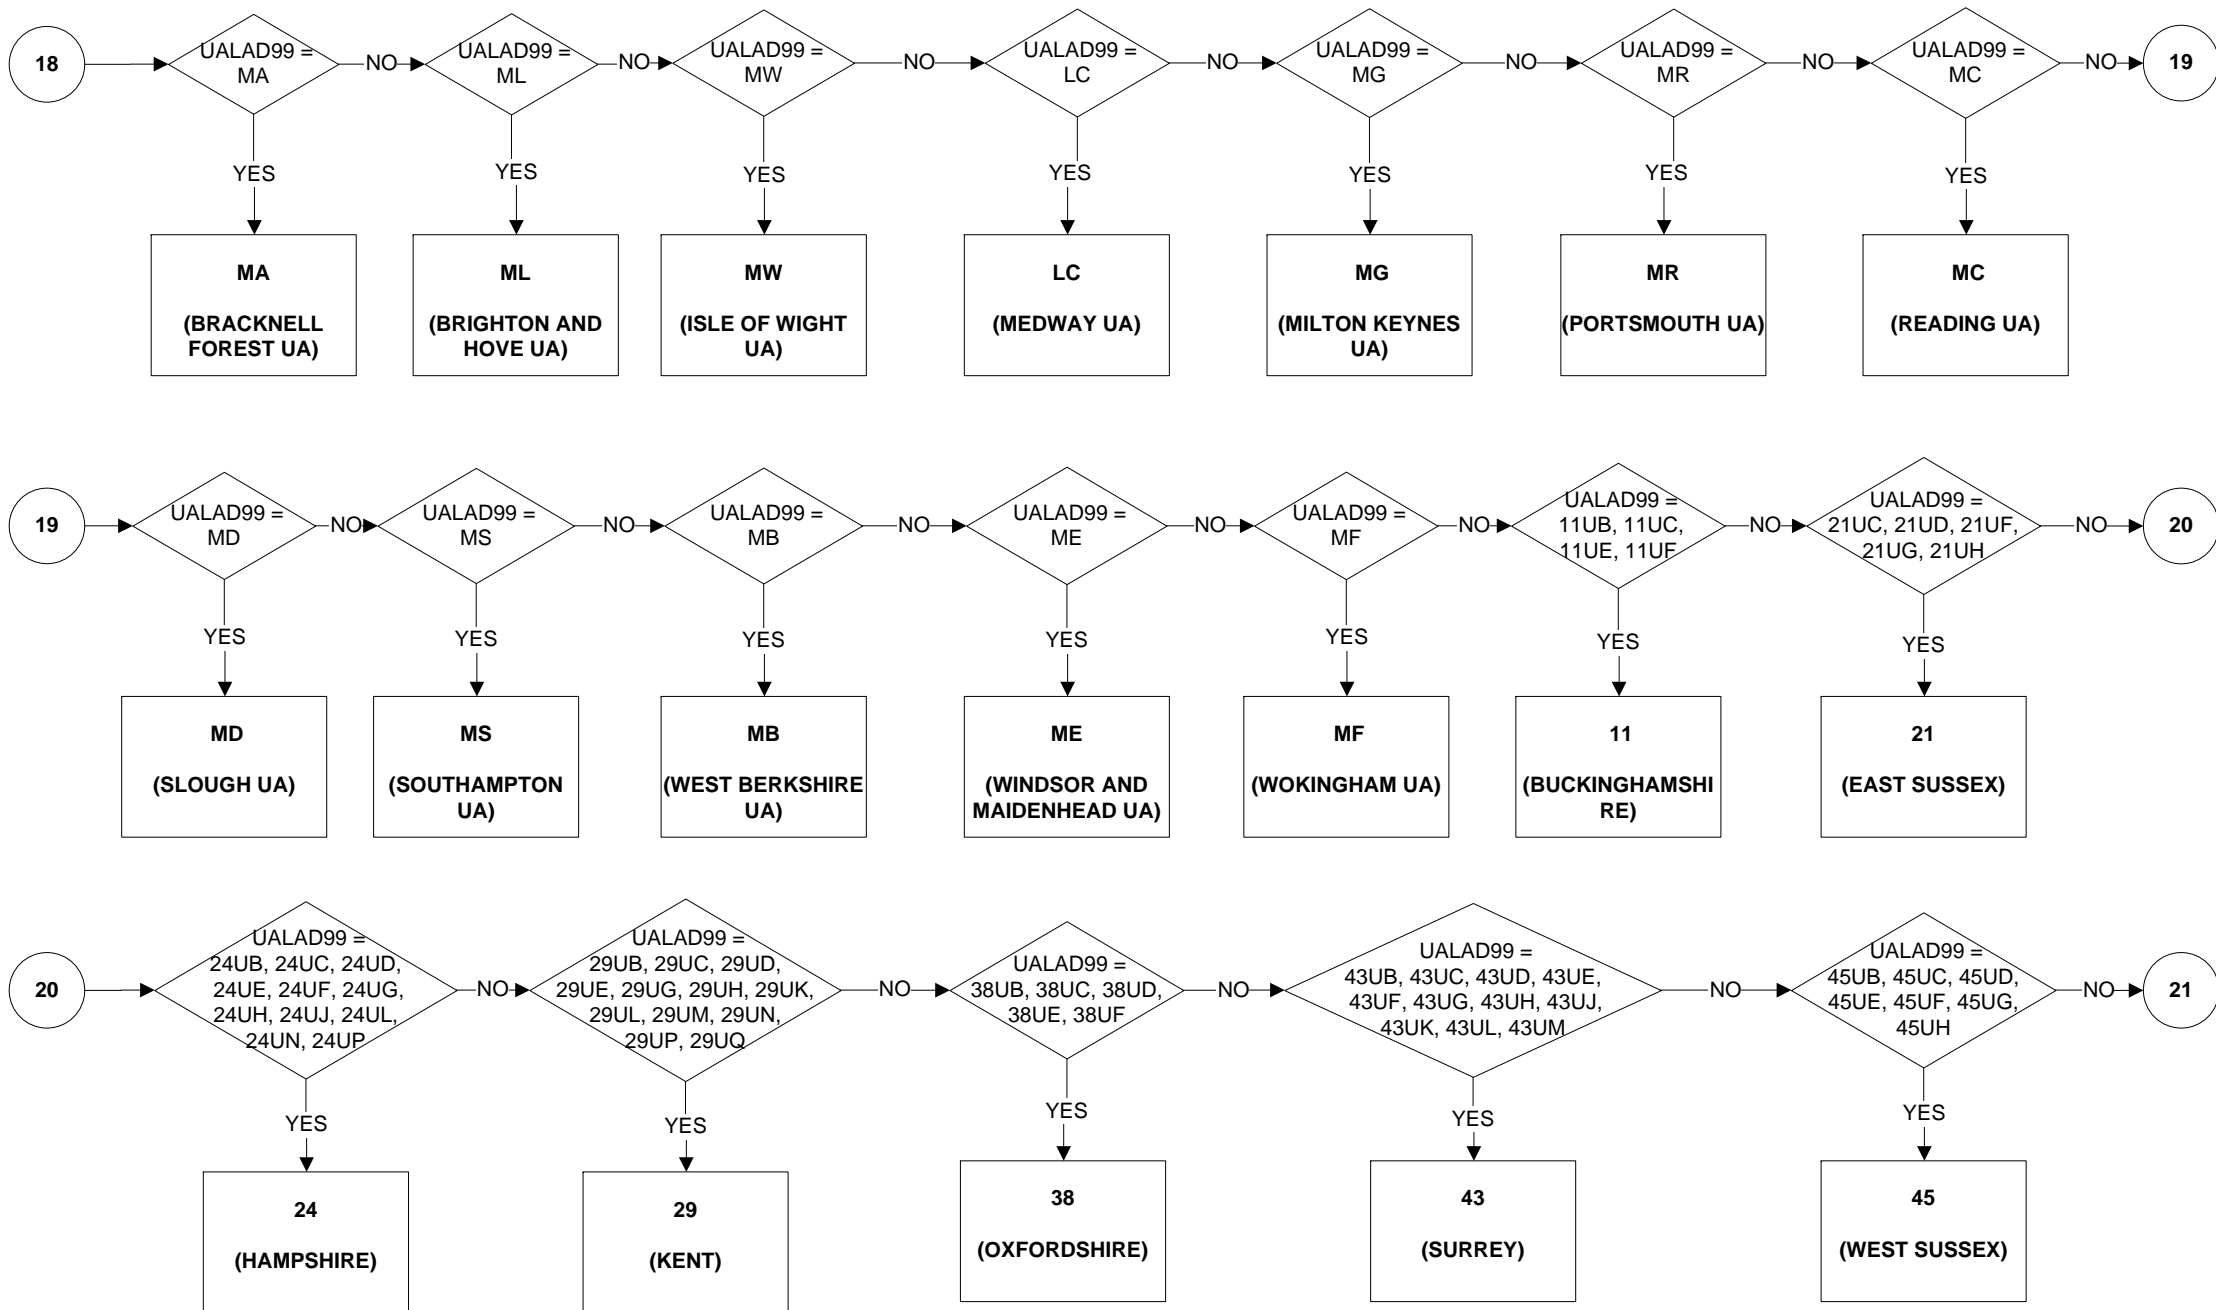 18
UALAD99 =
MA
NO
UALAD99 =
ML
NO
UALAD99 =
MW
NO
UALAD99 =
LC
NO
UALAD99 =
MG
NO
UALAD99 =
MR
NO
UALAD99 =
MC
NO
19
YES
YES
YES
YES
YES
YES
YES
MA
(BRACKNELL
FOREST UA)
ML
(BRIGHTON AND
HOVE UA)
MW
(ISLE OF WIGHT
UA)
LC
(MEDWAY UA)
MG
(MILTON KEYNES
UA)
MR
(PORTSMOUTH UA)
MC
(READING UA)
19
UALAD99 =
MD
NO
UALAD99 =
MS
NO
UALAD99 =
MB
NO
UALAD99 =
ME
NO
UALAD99 =
MF
NO
UALAD99 =
11UB, 11UC,
11UE, 11UF
NO
UALAD99 =
21UC, 21UD, 21UF,
21UG, 21UH
NO
20
YES
YES
YES
YES
YES
YES
YES
MD
(SLOUGH UA)
MS
(SOUTHAMPTON
UA)
MB
(WEST BERKSHIRE
UA)
ME
(WINDSOR AND
MAIDENHEAD UA)
MF
(WOKINGHAM UA)
11
(BUCKINGHAMSHI
RE)
21
(EAST SUSSEX)
20
UALAD99 =
24UB, 24UC, 24UD,
24UE, 24UF, 24UG,
24UH, 24UJ, 24UL,
24UN, 24UP
NO
UALAD99 =
29UB, 29UC, 29UD,
29UE, 29UG, 29UH, 29UK,
29UL, 29UM, 29UN,
29UP, 29UQ
NO
UALAD99 =
38UB, 38UC, 38UD,
38UE, 38UF
NO
UALAD99 =
43UB, 43UC, 43UD, 43UE,
43UF, 43UG, 43UH, 43UJ,
43UK, 43UL, 43UM
NO
UALAD99 =
45UB, 45UC, 45UD,
45UE, 45UF, 45UG,
45UH
NO
21
YES
YES
YES
YES
YES
24
(HAMPSHIRE)
29
(KENT)
38
(OXFORDSHIRE)
43
(SURREY)
45
(WEST SUSSEX)